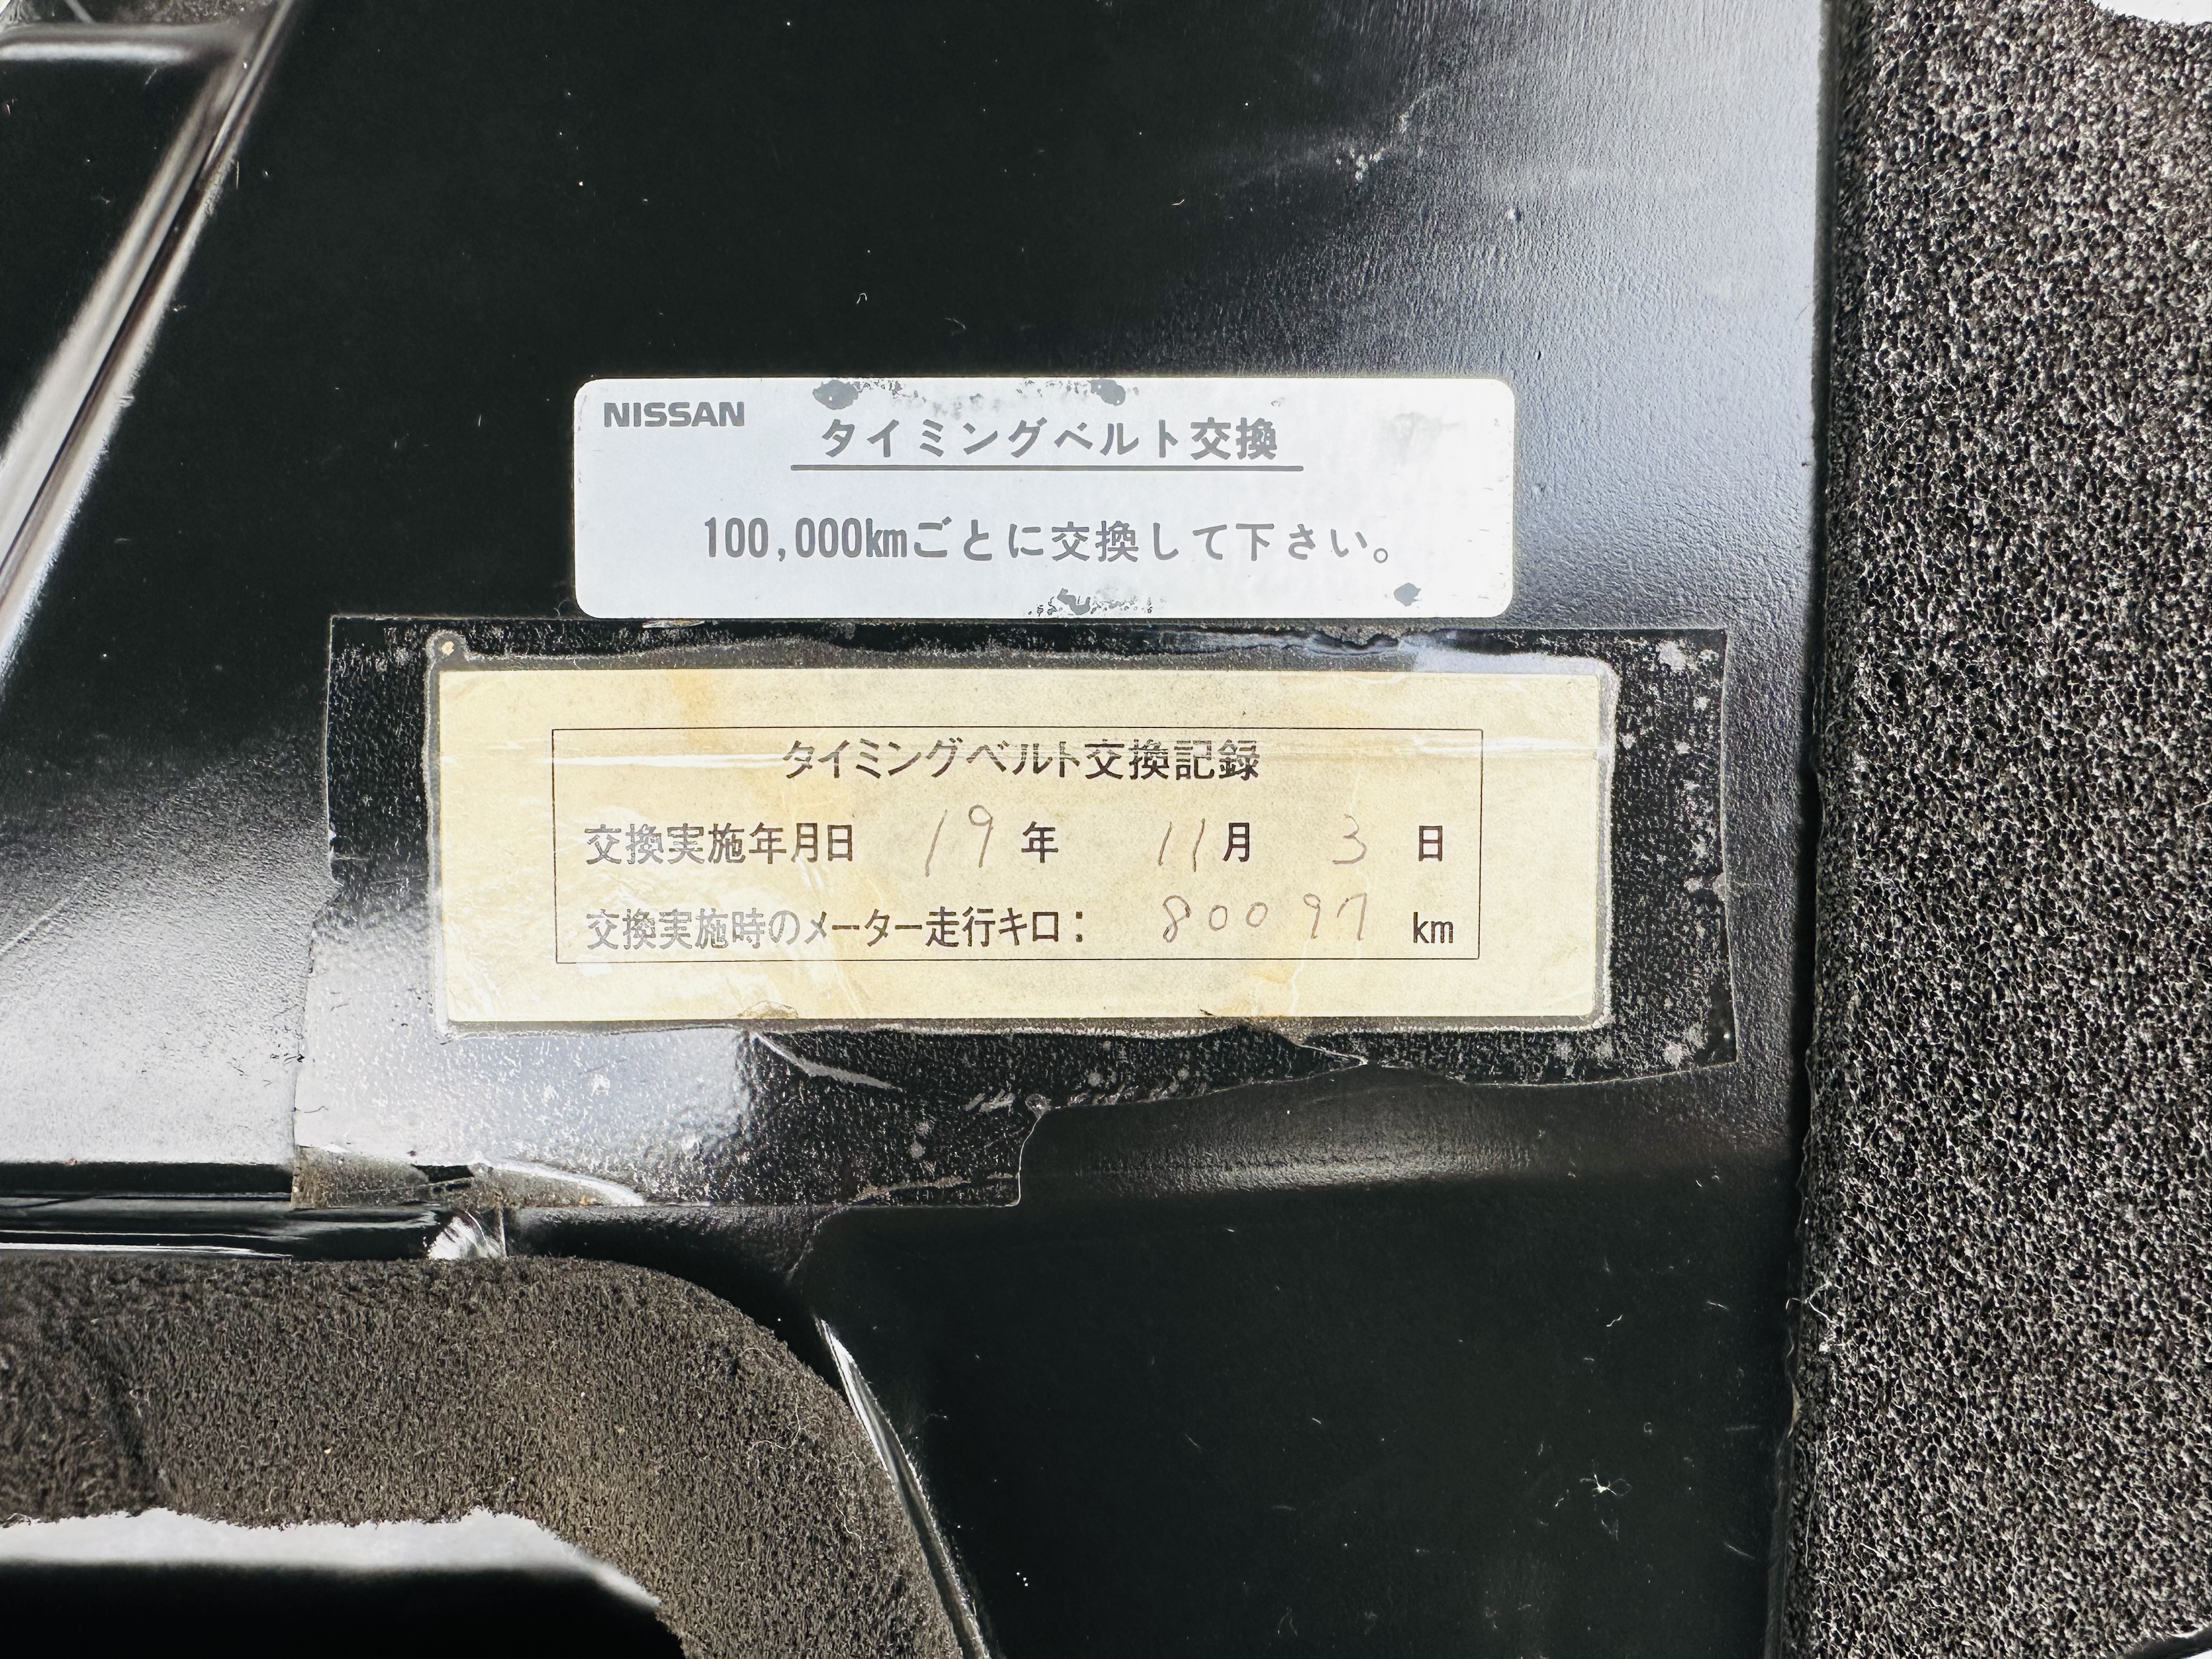 NISSAN
タイミングベルト交換
100,000kmごとに交換して下さい。
タイミングベルト交換記録
交換実施年月日 19 年 11 月 3 日
交換実施時のメーター走行キロ： 80097 km